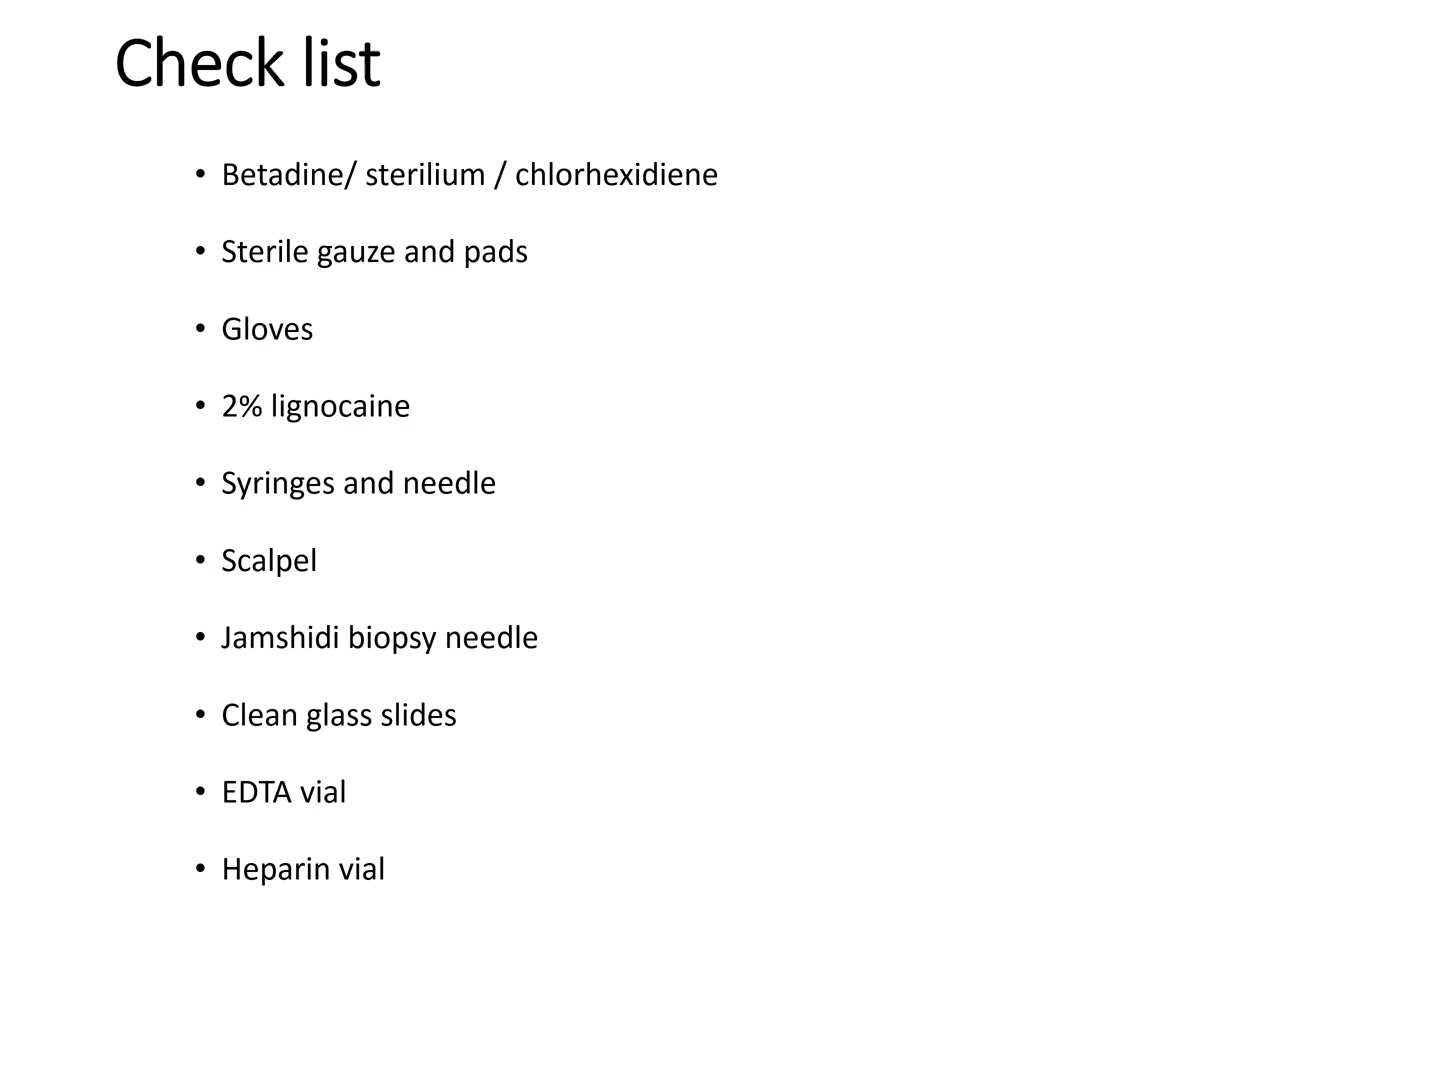 Check list
• Betadine/ sterilium / chlorhexidiene
• Sterile gauze and pads
• Gloves
• 2% lignocaine
• Syringes and needle
• Scalpel
• Jamshidi biopsy needle
• Clean glass slides
• EDTA vial
• Heparin vial